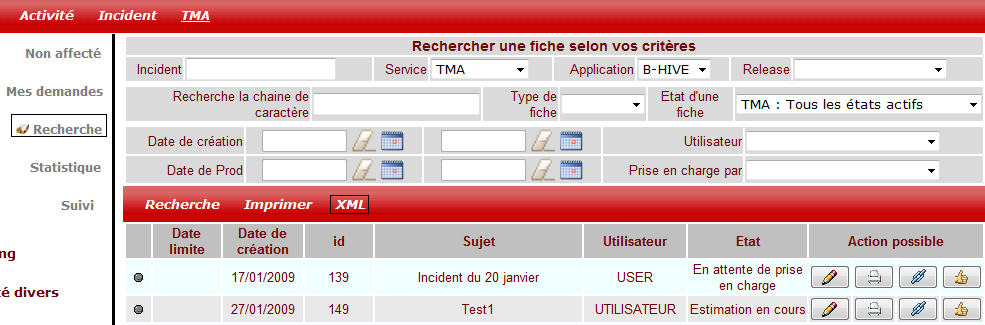 Activité Incident TMA
Non affecté
Mes demandes
Recherche
Statistique
Suivi
ng
té divers
Rechercher une fiche selon vos critères
Incident Service TMA Application B-HIVE Release
Recherche la chaine de caractère Type de fiche Etat d'une fiche TMA : Tous les états actifs
Date de création Utilisateur
Date de Prod Prise en charge par
Recherche Imprimer XML
Date limite Date de création id Sujet Utilisateur Etat Action possible
17/01/2009 139 Incident du 20 janvier USER En attente de prise en charge
27/01/2009 149 Test1 UTILISATEUR Estimation en cours